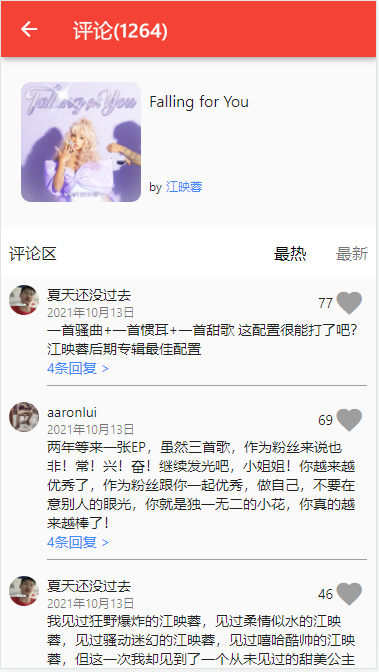 评论(1264)
Falling for You
Falling for You
by 江映蓉
评论区
最热
最新
夏天还没过去
77
2021年10月13日
一首骚曲+一首惯耳+一首甜歌 这配置很能打了吧?
江映蓉后期专辑最佳配置
4条回复 >
aaronlui
69
2021年10月13日
两年等来一张EP，虽然三首歌，作为粉丝来说也
非！常！兴！奋！继续发光吧，小姐姐！你越来越
优秀了，作为粉丝跟你一起优秀，做自己，不要在
意别人的眼光，你就是独一无二的小花，你真的越
来越棒了！
4条回复 >
夏天还没过去
46
2021年10月13日
我见过狂野爆炸的江映蓉，见过柔情似水的江映
蓉，见过骚动迷幻的江映蓉，见过嘻哈酷帅的江映
蓉，但这一次我却见到了一个从未见过的甜美公主